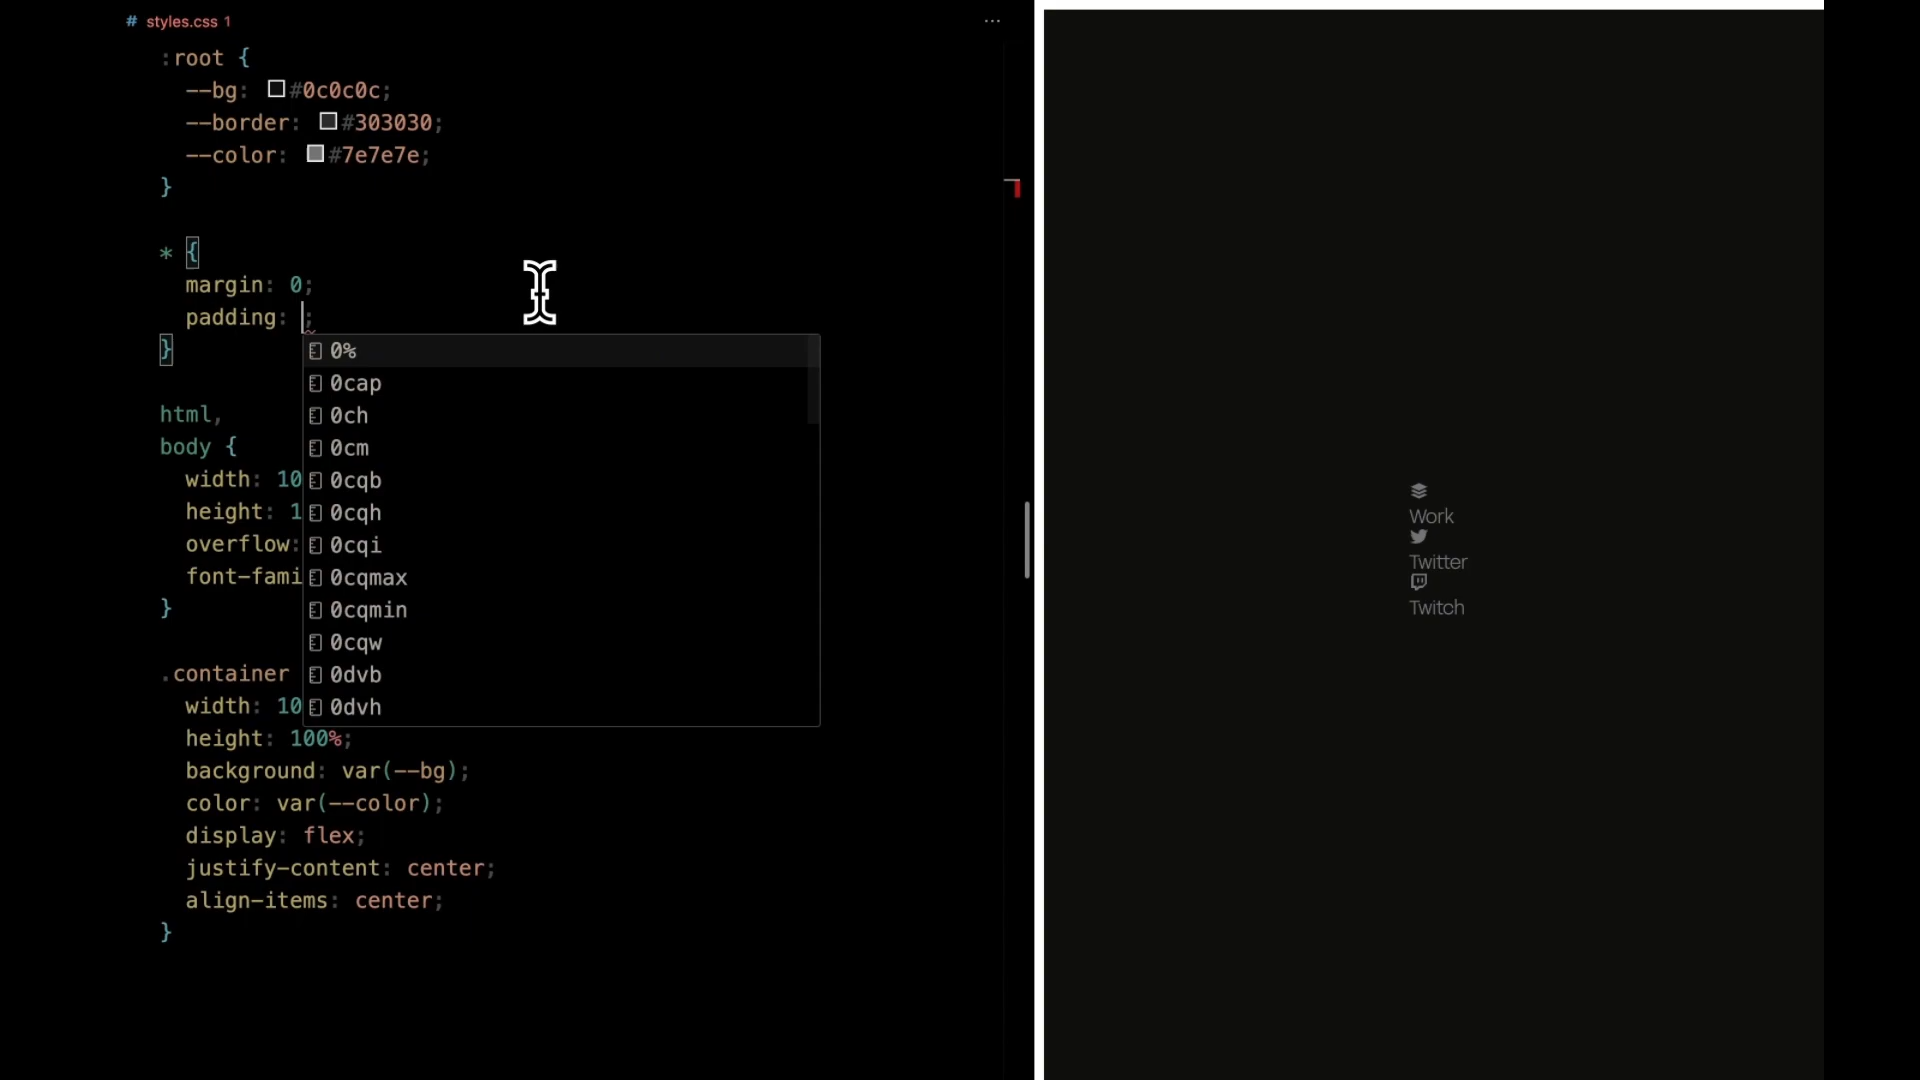 # styles.css 1
...
:root {
--bg: #0c0c0c;
--border: #303030;
--color: #7e7e7e;
}
* {
margin: 0;
padding: ;
}
0%
0cap
0ch
0cm
0cqb
0cqh
0cqi
0cqmax
0cqmin
0cqw
0dvb
0dvh
html,
body {
width: 10
height: 1
overflow:
font-fami
}
.container
width: 10
height: 100%;
background: var(--bg);
color: var(--color);
display: flex;
justify-content: center;
align-items: center;
}
Work
Twitter
Twitch